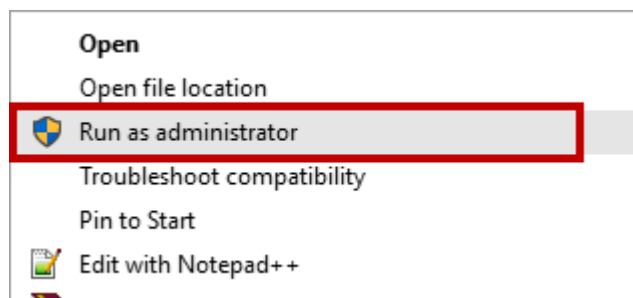 Open
Open file location
Run as administrator
Troubleshoot compatibility
Pin to Start
Edit with Notepad++